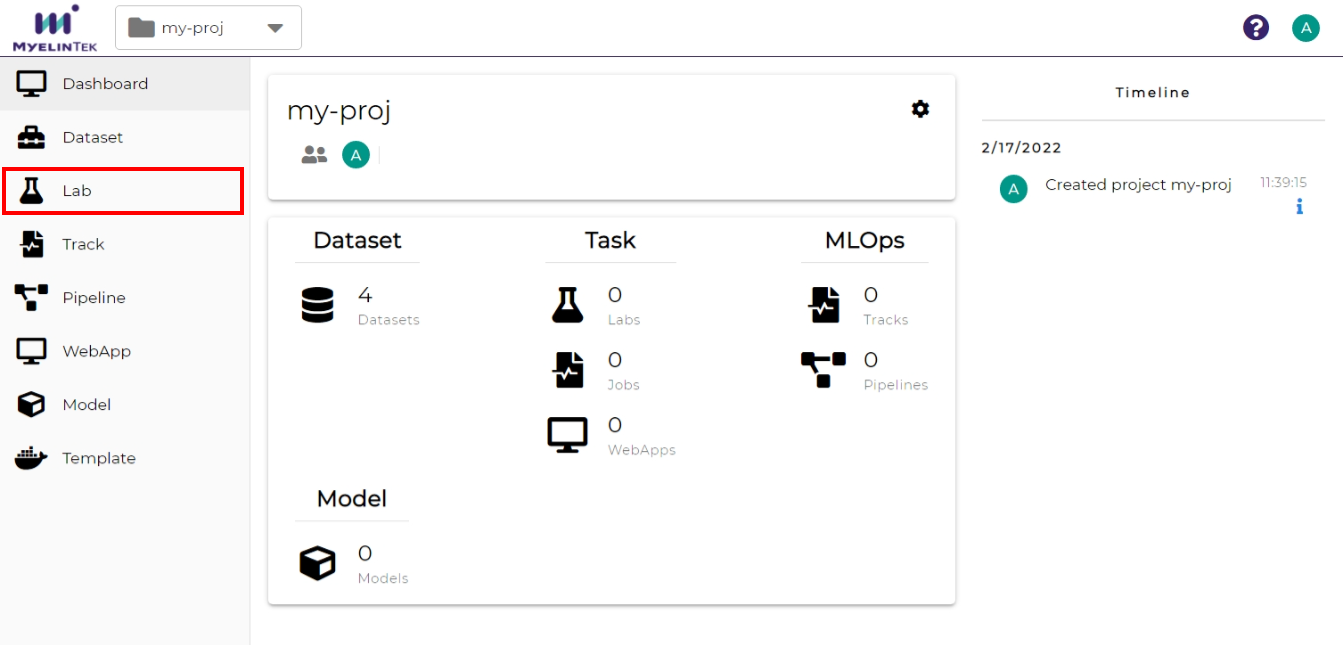 MYELINTEK
my-proj
?
A
Dashboard
Dataset
Lab
Track
Pipeline
WebApp
Model
Template
my-proj
A
Dataset
4
Datasets
Task
0
Labs
0
Jobs
0
WebApps
MLOps
0
Tracks
0
Pipelines
Model
0
Models
Timeline
2/17/2022
A
Created project my-proj
11:39:15
i